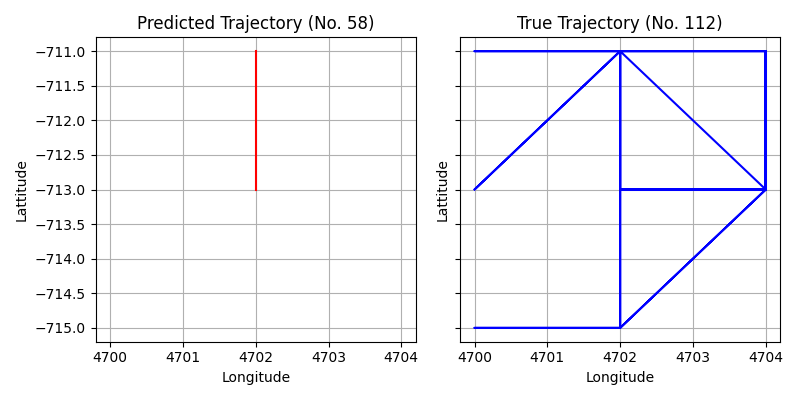 Predicted Trajectory (No. 58)
True Trajectory (No. 112)
−711.0
−711.5
−712.0
−712.5
−713.0
−713.5
−714.0
−714.5
−715.0
Lattitude
Lattitude
4700 4701 4702 4703 4704
4700 4701 4702 4703 4704
Longitude
Longitude